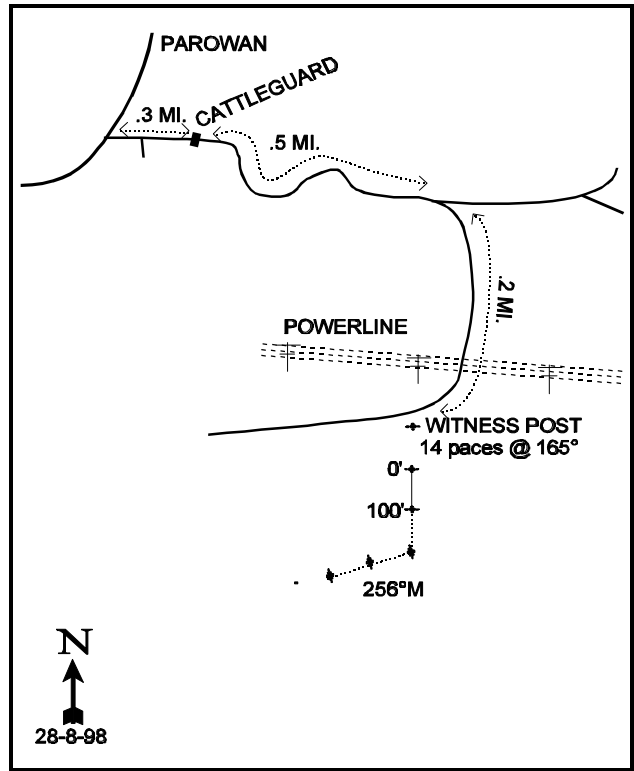 PAROWAN
CATTLEGUARD
.3 MI.
.5 MI.
.2 MI.
POWERLINE
WITNESS POST
14 paces @ 165°
0'
100'
256°M
N
28-8-98